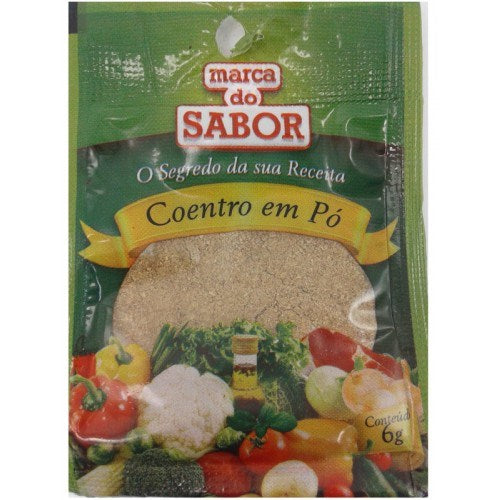 marca
do
SABOR
O Segredo da sua Receita
Coentro em Pó
Conteúdo
6g